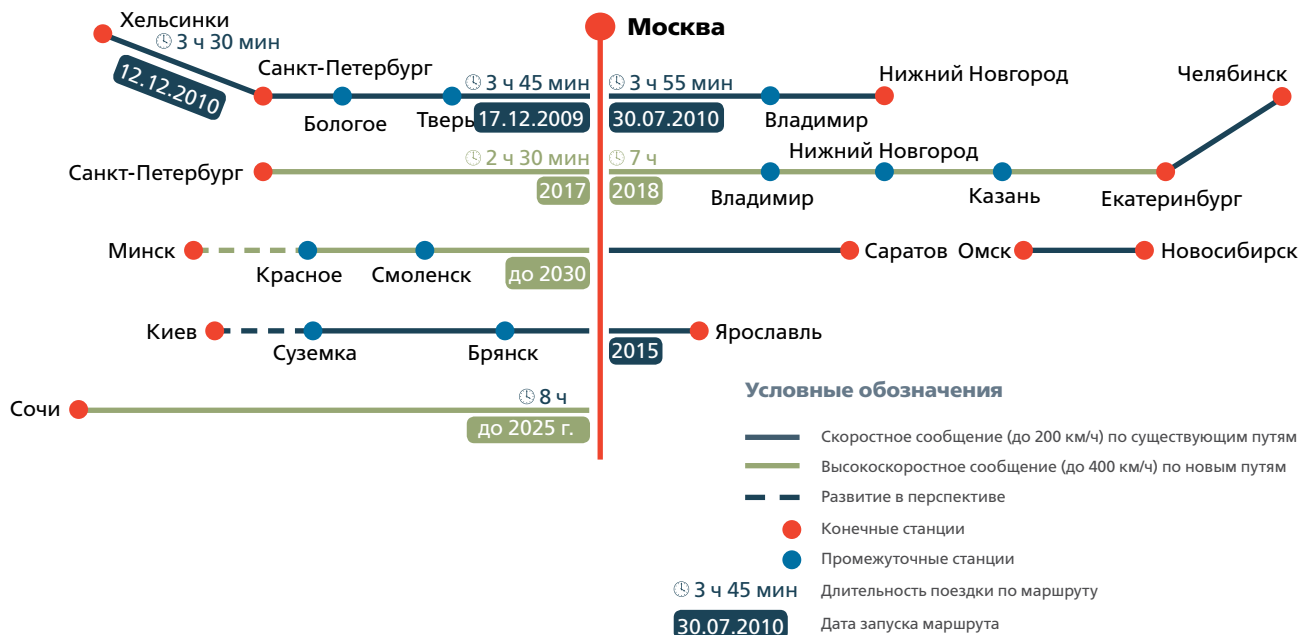 Хельсинки
3 ч 30 мин
12.12.2010
Москва
Санкт-Петербург
3 ч 45 мин
3 ч 55 мин
Нижний Новгород
Челябинск
Бологое
Тверь
17.12.2009
30.07.2010
Владимир
Санкт-Петербург
2 ч 30 мин
7 ч
Нижний Новгород
2017
2018
Владимир
Казань
Екатеринбург
Минск
Красное
Смоленск
до 2030
Саратов
Омск
Новосибирск
Киев
Суземка
Брянск
2015
Ярославль
Сочи
8 ч
до 2025 г.
Условные обозначения
Скоростное сообщение (до 200 км/ч) по существующим путям
Высокоскоростное сообщение (до 400 км/ч) по новым путям
Развитие в перспективе
Конечные станции
Промежуточные станции
3 ч 45 мин
Длительность поездки по маршруту
30.07.2010
Дата запуска маршрута